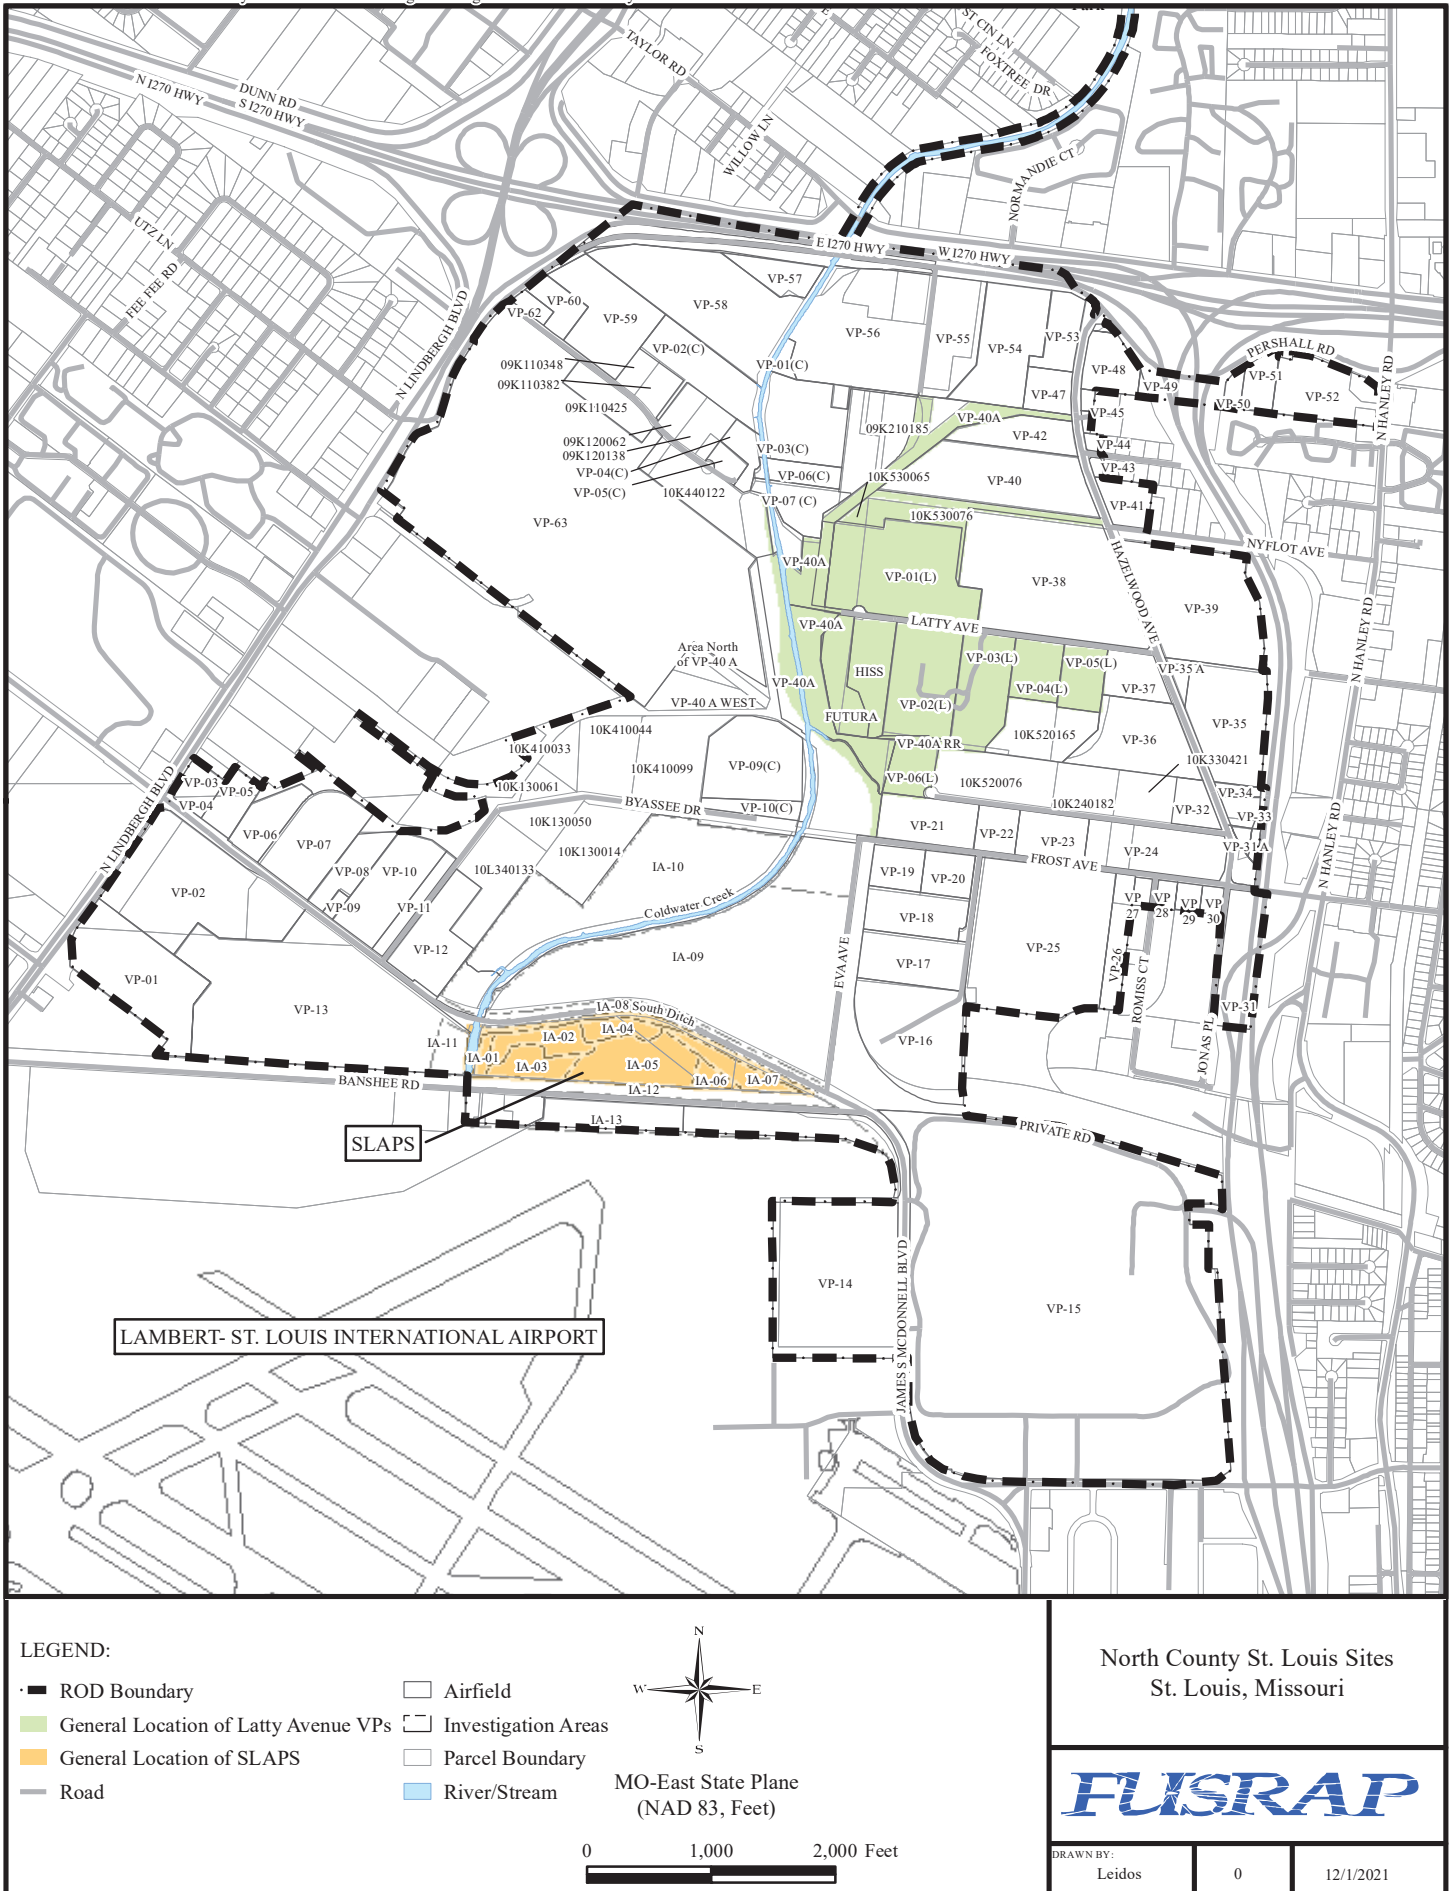 ST CIN LN
TAYLOR RD
FOXTREE DR
N I270 HWY
DUNN RD
S I270 HWY
WILLOW LN
NORMANDIE CT
UTZ LN
FEE FEE RD
E I270 HWY
W I270 HWY
N LINDBERGH BLVD
VP-57
VP-60
VP-62
VP-58
VP-59
VP-56
VP-55
VP-54
VP-53
VP-02(C)
09K110348
09K110382
VP-01(C)
VP-48
VP-49
PERSHALL RD
VP-51
VP-52
VP-50
N HANLEY RD
VP-47
VP-45
09K110425
09K210185
VP-40A
VP-42
VP-44
VP-43
09K120062
09K120138
VP-04(C)
VP-05(C)
10K440122
VP-03(C)
VP-06(C)
VP-07 (C)
10K530065
VP-40
VP-41
10K530076
VP-63
HAZELWOOD AVE
NYFLOT AVE
VP-40A
VP-01(L)
VP-38
VP-39
N HANLEY RD
VP-40A
LATTY AVE
Area North
of VP-40 A
HISS
VP-03(L)
VP-05(L)
VP-35 A
VP-40A
VP-04(L)
VP-37
VP-40 A WEST
VP-02(L)
FUTURA
VP-35
10K410044
10K410033
VP-40A RR
10K520165
VP-36
10K410099
VP-09(C)
10K330421
10K130061
VP-06(L)
10K520076
VP-03
VP-05
VP-04
N LINDBERGH BLVD
BYASSEE DR
VP-10(C)
10K240182
VP-32
VP-34
VP-33
10K130050
VP-21
VP-22
VP-23
VP-24
VP-31A
VP-06
VP-07
10K130014
IA-10
FROST AVE
N HANLEY RD
VP-08
VP-10
10L340133
VP-19
VP-20
VP-02
VP-09
VP-11
Coldwater Creek
VP-18
VP
27
VP
28
VP
29
VP
30
VP-12
IA-09
EVA AVE
VP-17
VP-25
VP-26
ROMISS CT
VP-01
VP-13
IA-08 South Ditch
VP-31
IA-11
IA-02
IA-04
VP-16
JONAS PL
IA-01
IA-03
IA-05
IA-06
IA-07
BANSHEE RD
IA-12
IA-13
SLAPS
PRIVATE RD
JAMES S MCDONNELL BLVD
VP-14
VP-15
LAMBERT- ST. LOUIS INTERNATIONAL AIRPORT
LEGEND:
ROD Boundary
General Location of Latty Avenue VPs
General Location of SLAPS
Road
Airfield
Investigation Areas
Parcel Boundary
River/Stream
N
W
E
S
MO-East State Plane
(NAD 83, Feet)
0 1,000 2,000 Feet
North County St. Louis Sites
St. Louis, Missouri
FUSRAP
DRAWN BY:
Leidos
0
12/1/2021